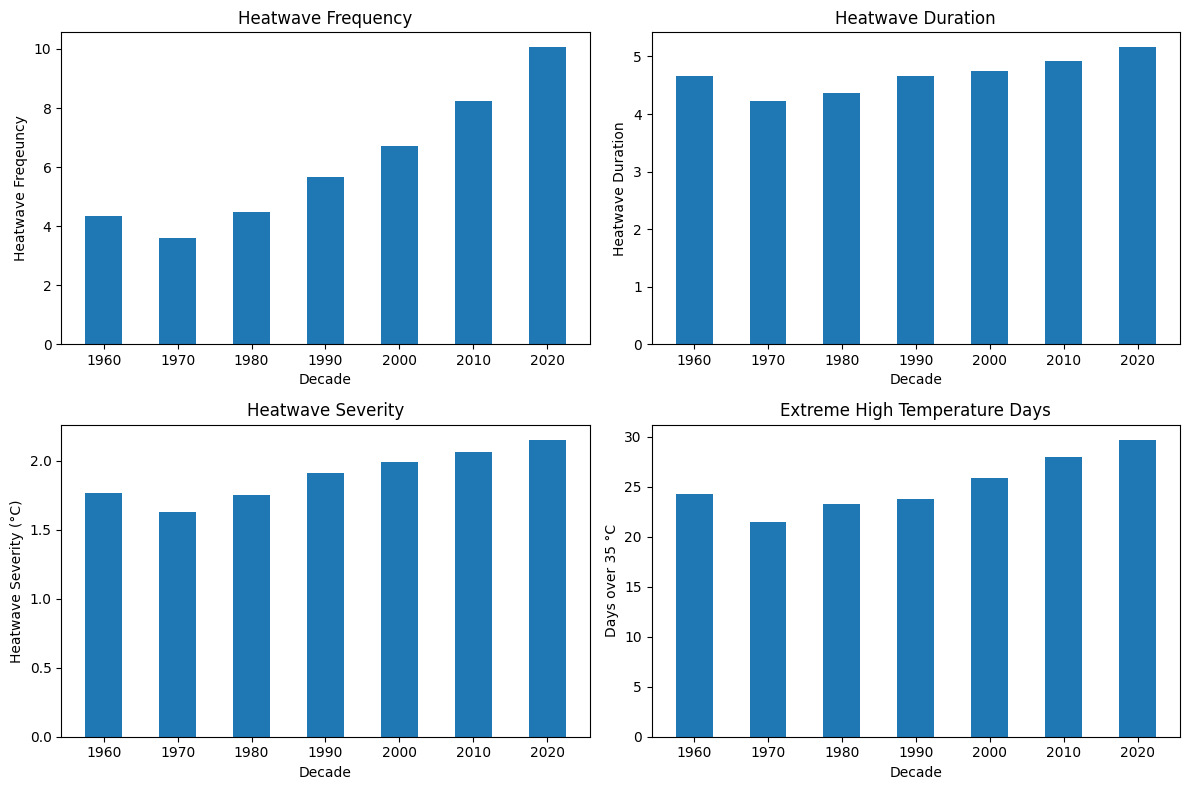 Heatwave Frequency
Heatwave Freqeuncy
10
8
6
4
2
0
1960 1970 1980 1990 2000 2010 2020
Decade
Heatwave Duration
Heatwave Duration
5
4
3
2
1
0
1960 1970 1980 1990 2000 2010 2020
Decade
Heatwave Severity
Heatwave Severity (°C)
2.0
1.5
1.0
0.5
0.0
1960 1970 1980 1990 2000 2010 2020
Decade
Extreme High Temperature Days
Days over 35 °C
30
25
20
15
10
5
0
1960 1970 1980 1990 2000 2010 2020
Decade